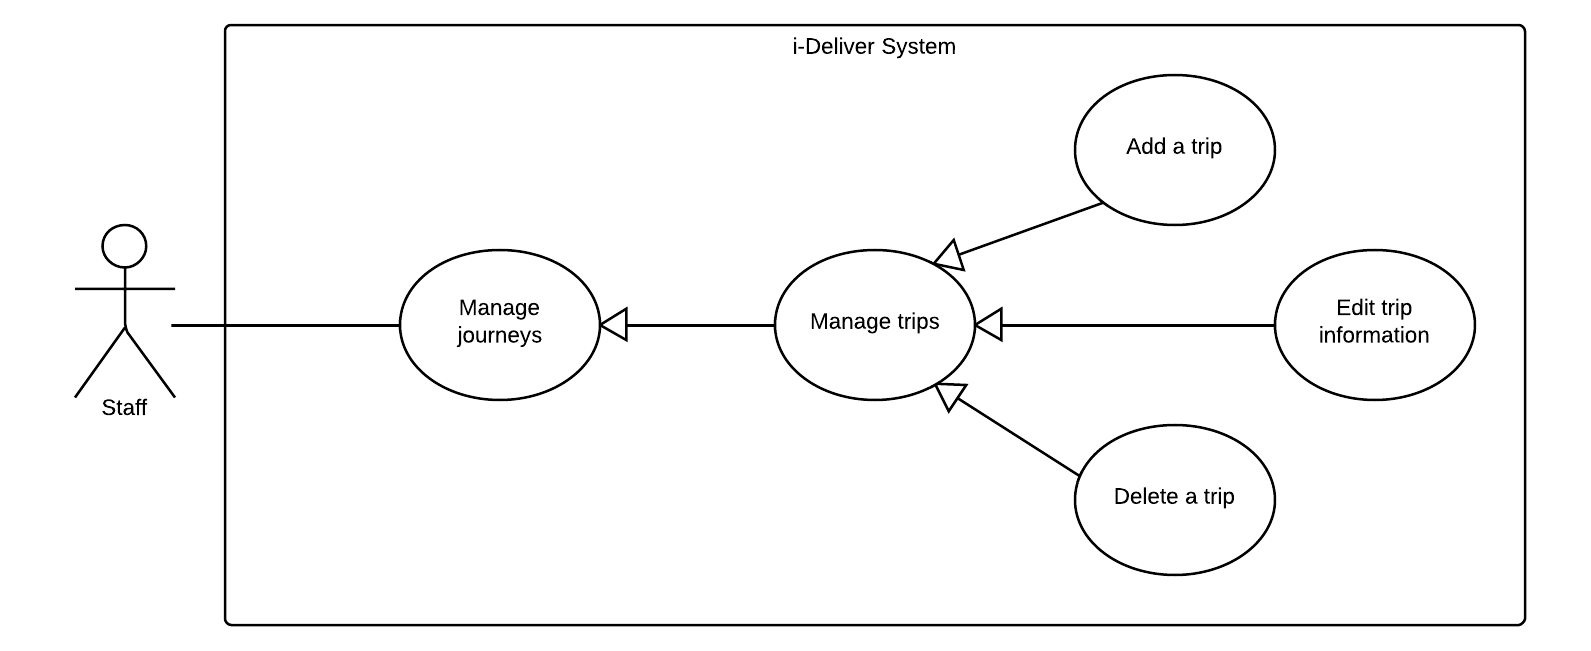 i-Deliver System
Add a trip
Manage
journeys
Manage trips
Edit trip
information
Staff
Delete a trip